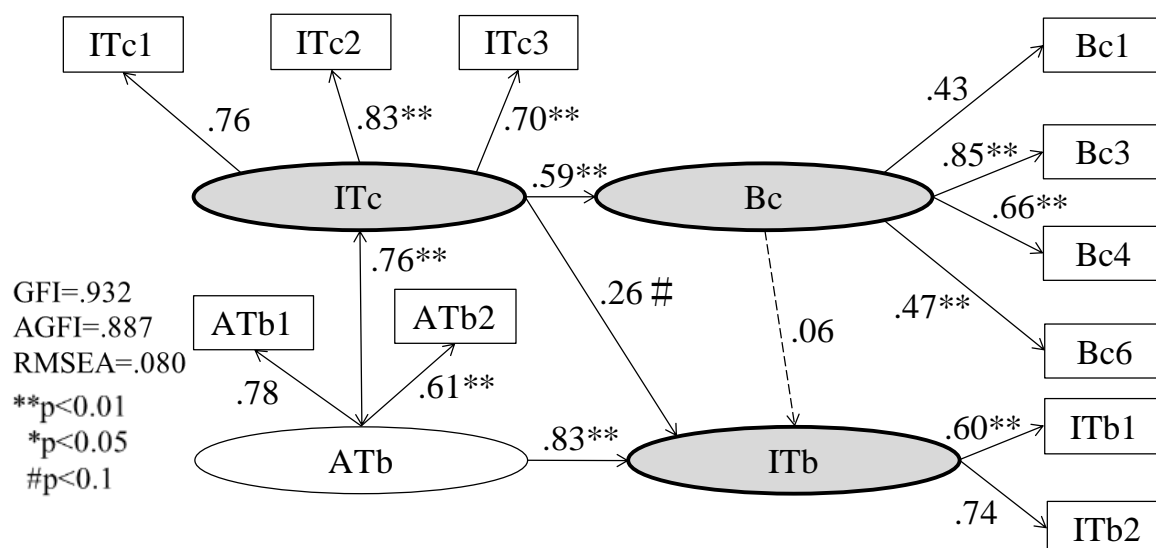 ITc1
ITc2
ITc3
Bc1
.76
.83**
.70**
.43
Bc3
.85**
ITc
.59**
Bc
.66**
Bc4
.76**
GFI=.932
AGFI=.887
RMSEA=.080
**p<0.01
*p<0.05
#p<0.1
ATb1
ATb2
.26 #
.06
.47**
Bc6
.78
.61**
ATb
.83**
ITb
.60**
ITb1
.74
ITb2